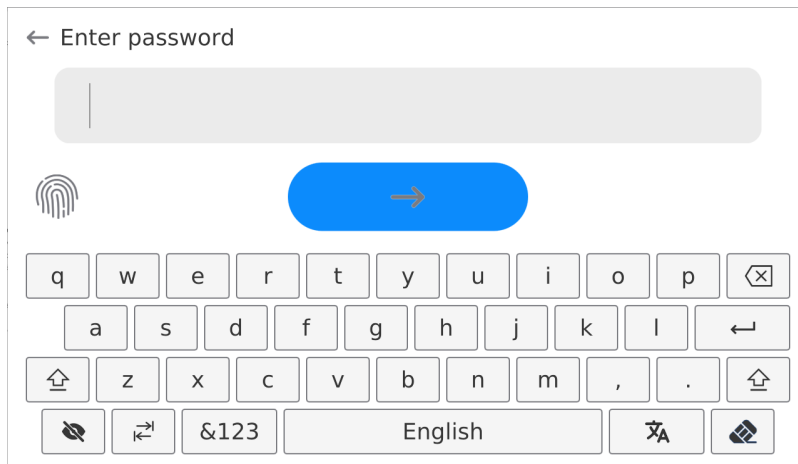 Enter password
q w e r t y u i o p
a s d f g h j k l
z x c v b n m , .
&123 English